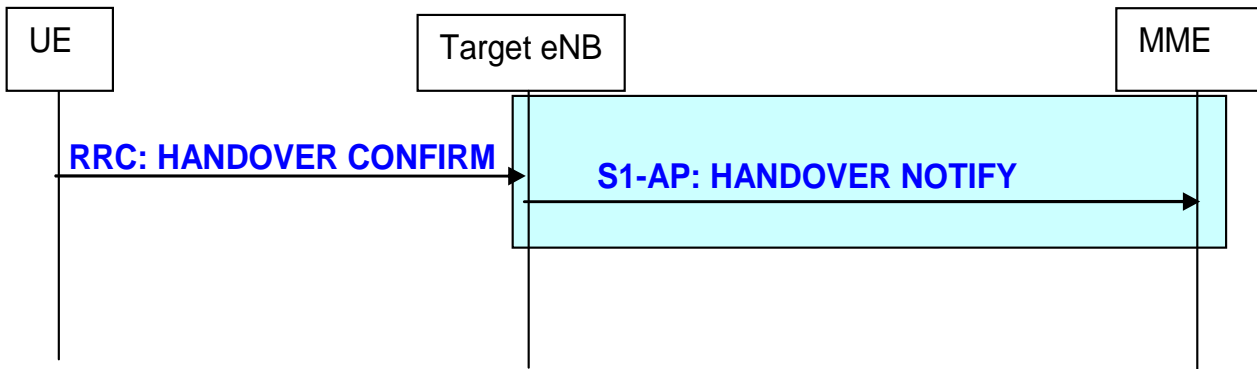 UE
Target eNB
MME
RRC: HANDOVER CONFIRM
S1-AP: HANDOVER NOTIFY